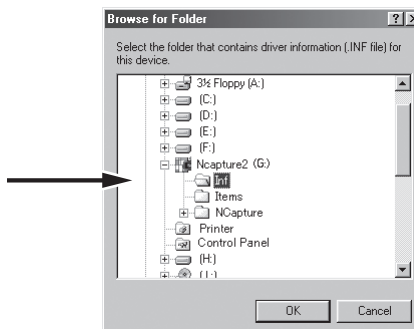 Browse for Folder
Select the folder that contains driver information (.INF file) for
this device.
3½ Floppy (A:)
(C:)
(D:)
(E:)
(F:)
Ncapture2 (G:)
Inf
Items
NCapture
Printer
Control Panel
(H:)
OK
Cancel